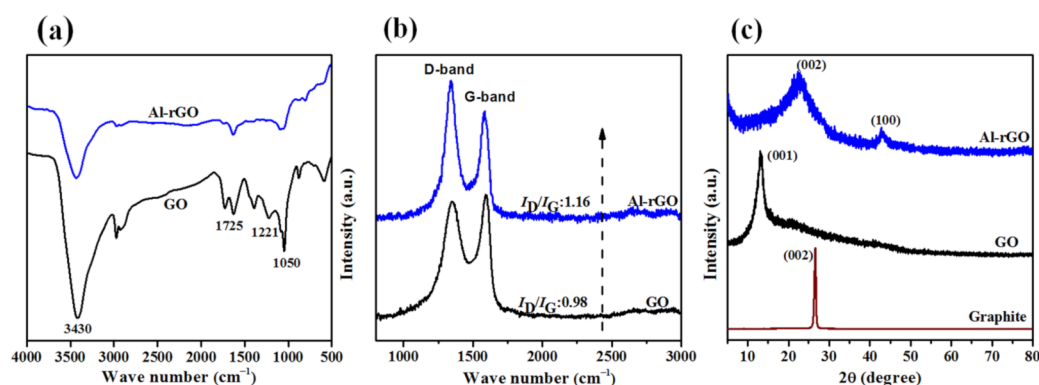 (a)
Al-rGO
GO
1725
1221
1050
3430
4000 3500 3000 2500 2000 1500 1000 500
Wave number (cm⁻¹)
(b)
Intensity (a.u.)
D-band
G-band
I_D/I_G:1.16
Al-rGO
I_D/I_G:0.98
GO
1000 1500 2000 2500 3000
Wave number (cm⁻¹)
(c)
Intensity (a.u.)
(002)
(100)
Al-rGO
(001)
GO
(002)
Graphite
10 20 30 40 50 60 70 80
2θ (degree)